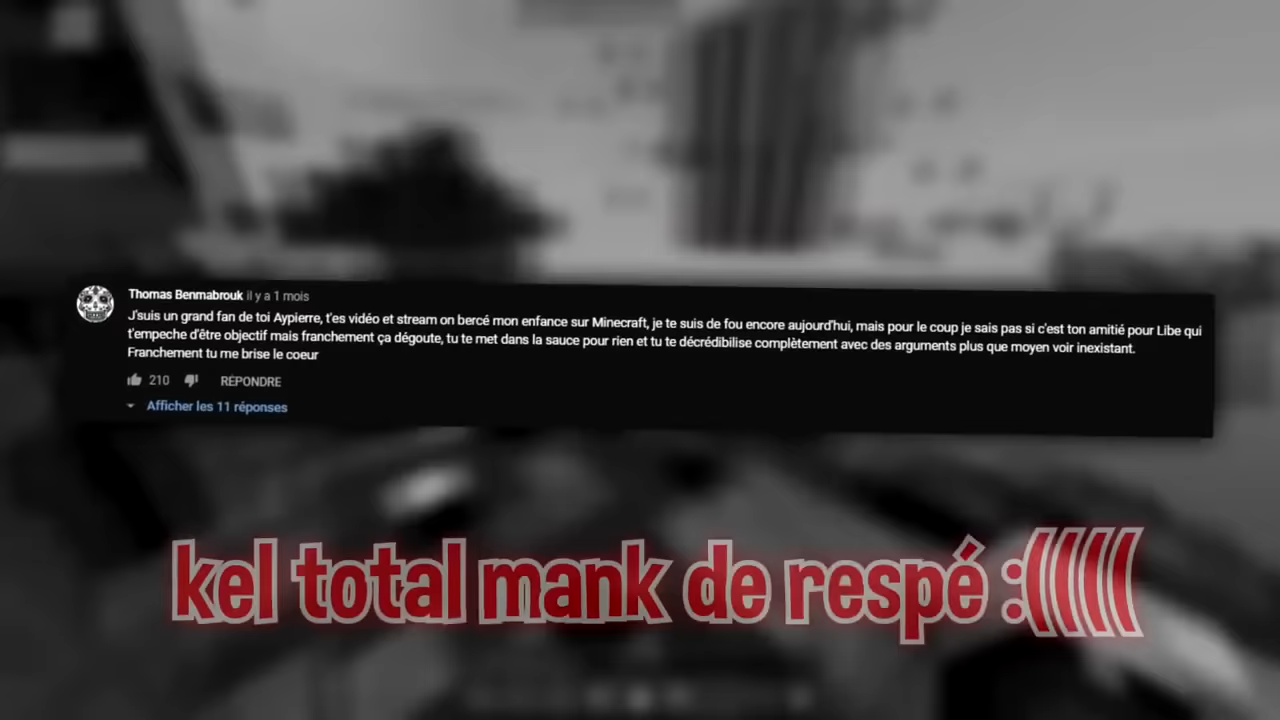 Thomas Benmabrouk il y a 1 mois
J'suis un grand fan de toi Aypierre, t'es vidéo et stream on bercé mon enfance sur Minecraft, je te suis de fou encore aujourd'hui, mais pour le coup je sais pas si c'est ton amitié pour Libe qui
t'empeche d'être objectif mais franchement ça dégoute, tu te met dans la sauce pour rien et tu te décrédibilise complètement avec des arguments plus que moyen voir inexistant.
Franchement tu me brise le coeur
210 RÉPONDRE
Afficher les 11 réponses
kel total mank de respé :(((((